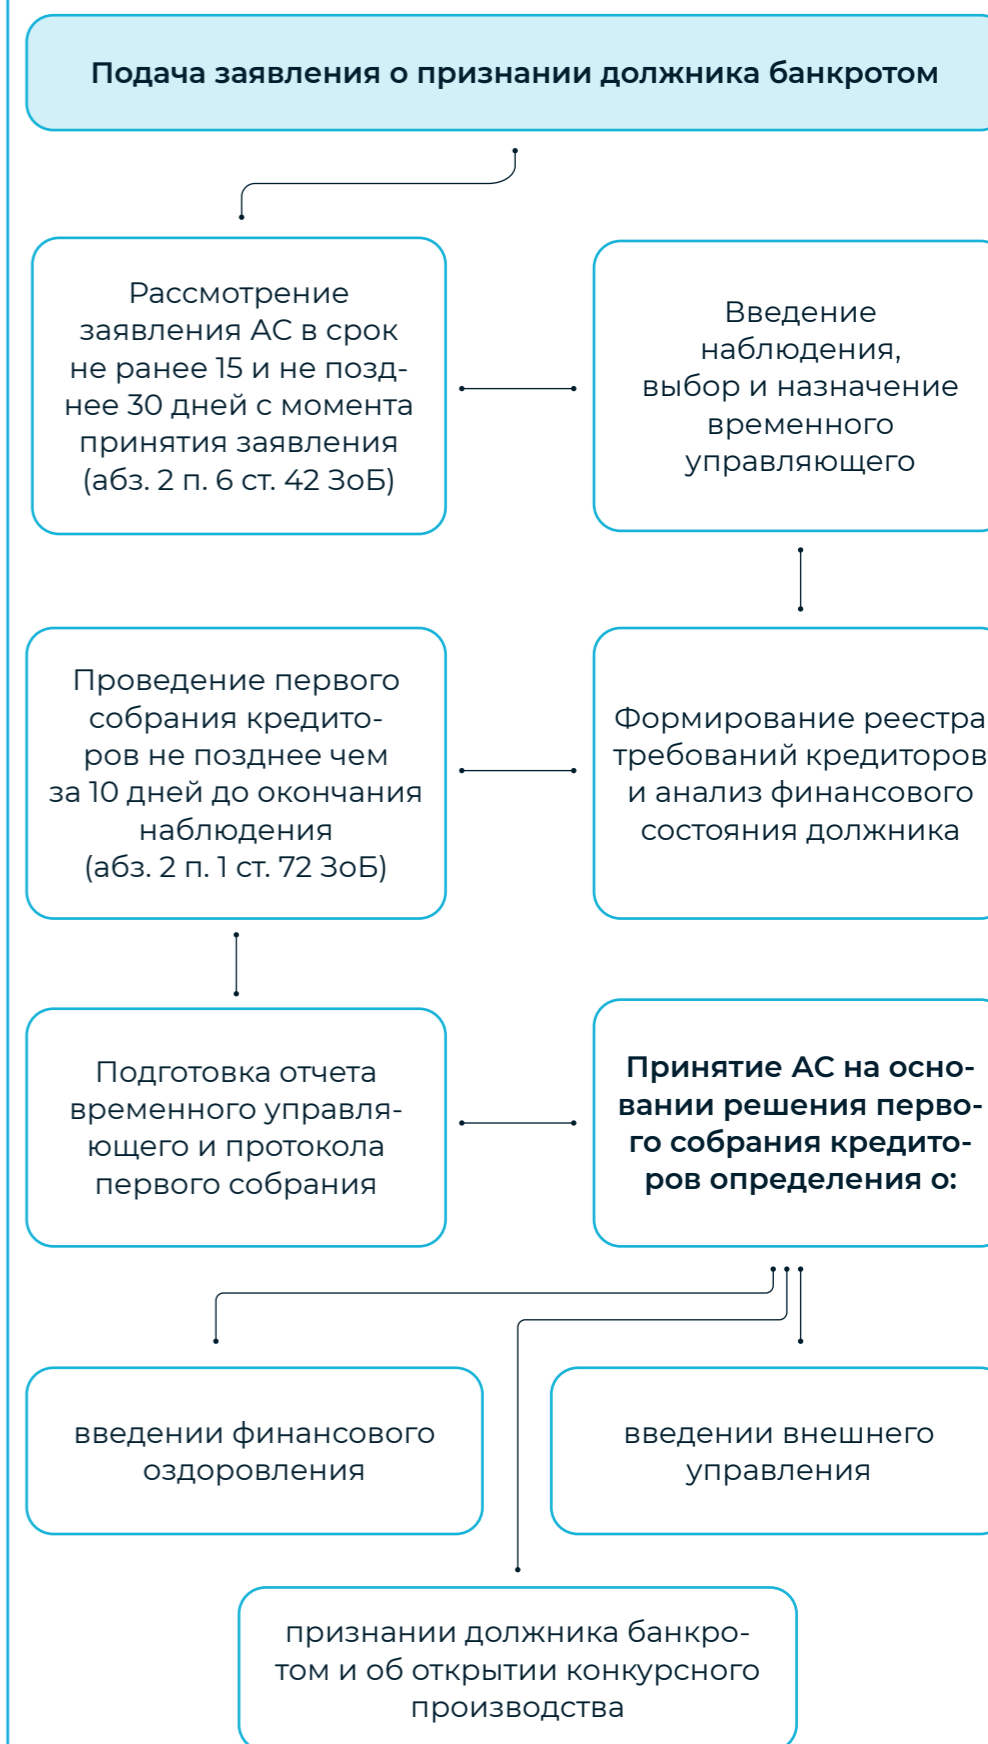 Подача заявления о признании должника банкротом
Рассмотрение
заявления АС в срок
не ранее 15 и не позд-
нее 30 дней с момента
принятия заявления
(абз. 2 п. 6 ст. 42 ЗоБ)
Введение
наблюдения,
выбор и назначение
временного
управляющего
Формирование реестра
требований кредиторов
и анализ финансового
состояния должника
Проведение первого
собрания кредито-
ров не позднее чем
за 10 дней до окончания
наблюдения
(абз. 2 п. 1 ст. 72 ЗоБ)
Подготовка отчета
временного управля-
ющего и протокола
первого собрания
Принятие АС на осно-
вании решения перво-
го собрания кредито-
ров определения о:
введении финансового
оздоровления
введении внешнего
управления
признании должника банкро-
том и об открытии конкурсного
производства